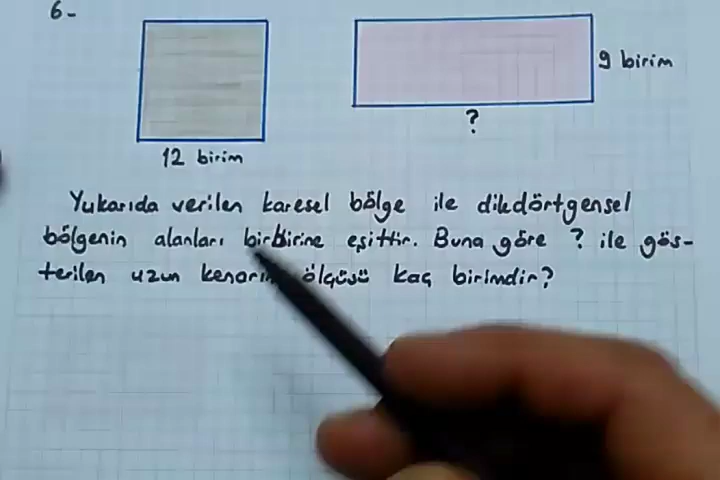 6-
9 birim
?
12 birim
Yukarıda verilen karesel bölge ile dikdörtgensel
bölgenin alanları birbirine eşittir. Buna göre ? ile gös-
terilen uzun kenarın ölçüsü kaç birimdir?